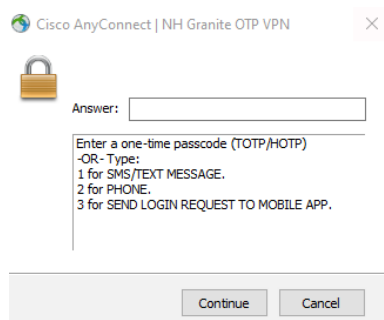 Cisco AnyConnect | NH Granite OTP VPN
Answer:
Enter a one-time passcode (TOTP/HOTP)
-OR- Type:
1 for SMS/TEXT MESSAGE.
2 for PHONE.
3 for SEND LOGIN REQUEST TO MOBILE APP.
Continue Cancel